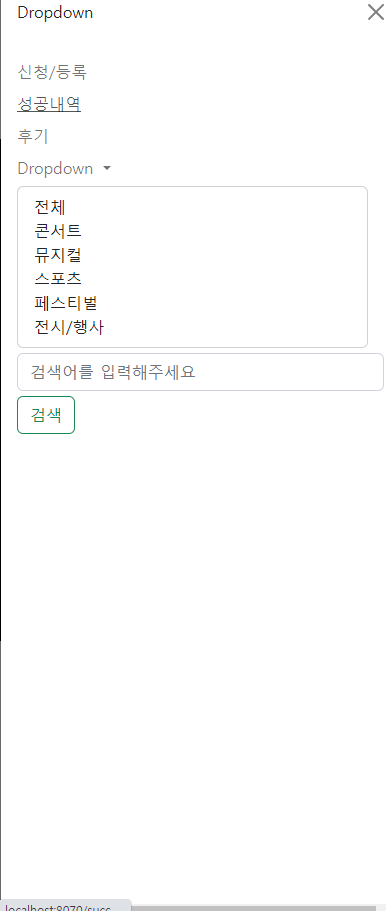 Dropdown
신청/등록
성공내역
후기
Dropdown
전체
콘서트
뮤지컬
스포츠
페스티벌
전시/행사
검색어를 입력해주세요
검색
localhost:8070/succ